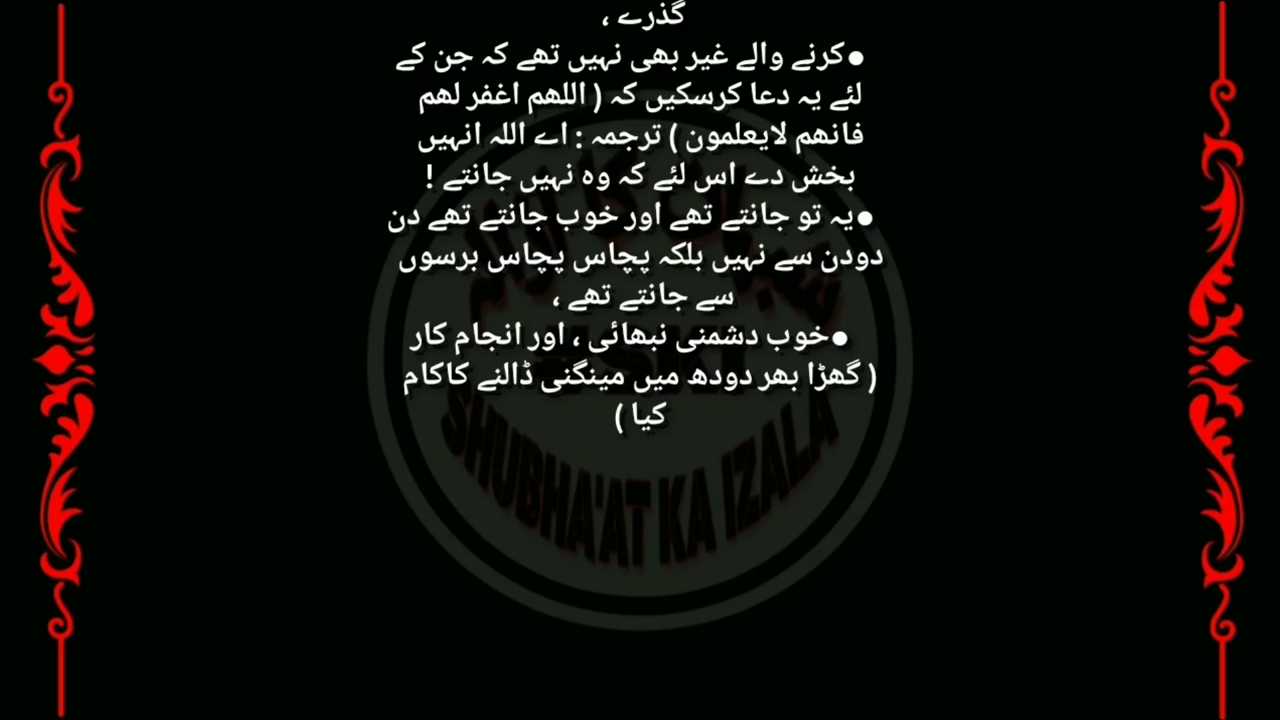 گذرے ،
●کرنے والے غیر بھی نہیں تھے کہ جن کے
لئے یہ دعا کرسکیں کہ ( اللھم اغفر لھم
فانھم لایعلمون ) ترجمہ : اے اللہ انہیں
بخش دے اس لئے کہ وہ نہیں جانتے !
●یہ تو جانتے تھے اور خوب جانتے تھے دن
دودن سے نہیں بلکہ پچاس پچاس برسوں
سے جانتے تھے ،
●خوب دشمنی نبھائی ، اور انجام کار
( گھڑا بھر دودھ میں مینگنی ڈالنے کاکام
کیا )
SHUBHA'AT KA IZALA